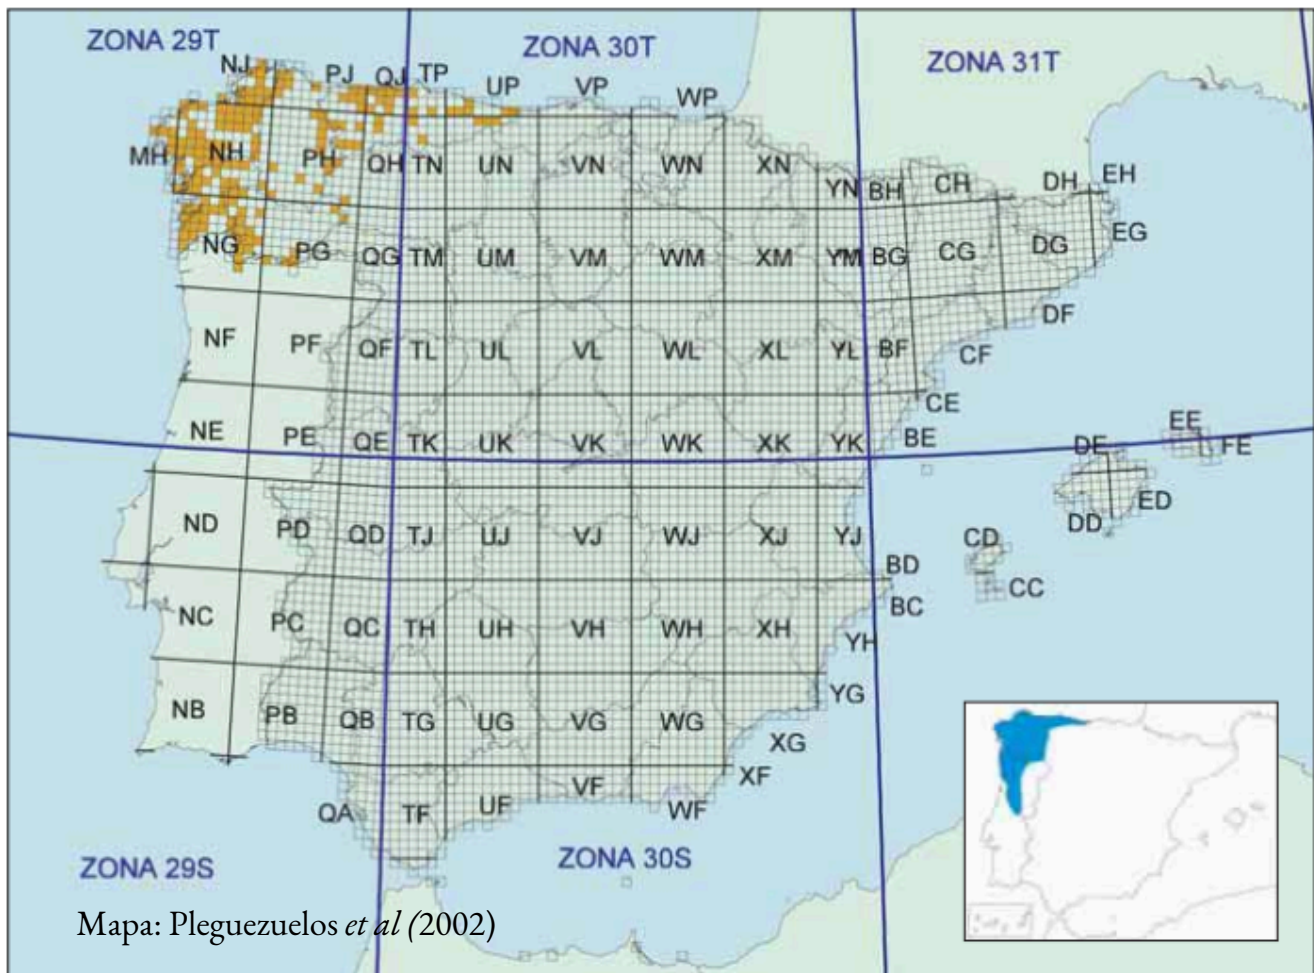 ZONA 29T
ZONA 30T
ZONA 31T
NJ PJ QJ TP UP VP WP
MH NH PH QH TN UN VN WN XN YN BH CH DH EH
NG PG QG TM UM VM WM XM YM BG CG DG EG
NF PF QF TL UL VL WL XL YL BF CF DF
NE PE QE TK UK VK WK XK YK BE CE DE EE FE
ND PD QD TJ UJ VJ WJ XJ YJ BD CD DD ED
NC PC QC TH UH VH WH XH YH BC CC
NB PB QB TG UG VG WG XG YG
QA TF UF VF WF XF
ZONA 29S
ZONA 30S
Mapa: Pleguezuelos et al (2002)